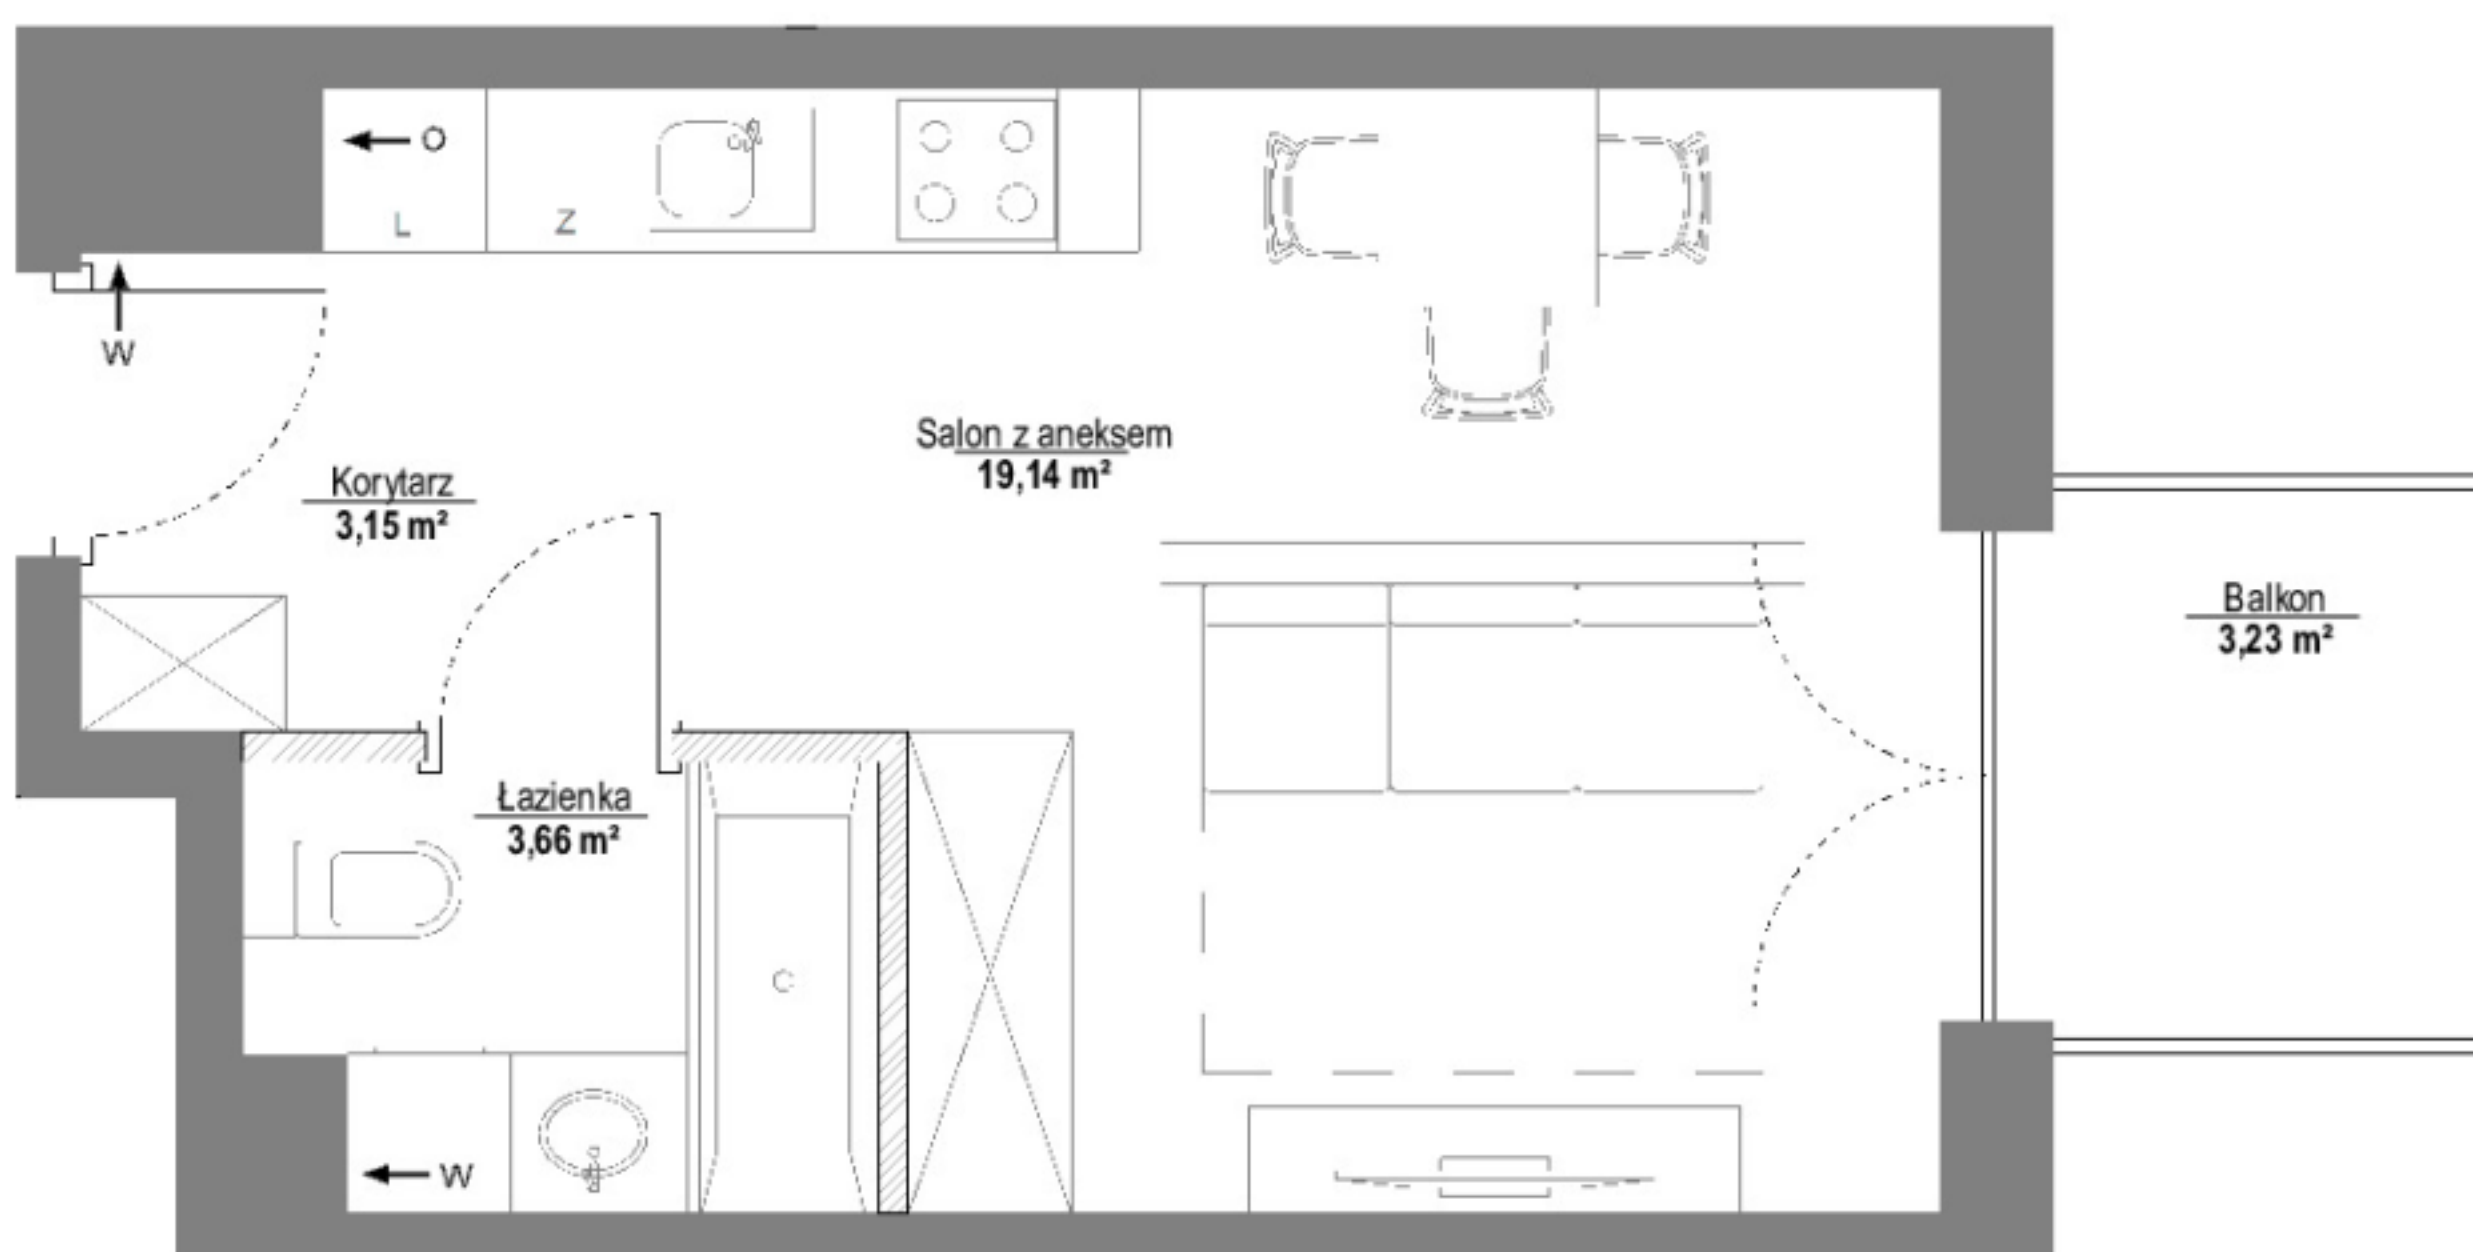 O
L
Z
W
Salon z aneksem
19,14 m²
Korytarz
3,15 m²
Balkon
3,23 m²
Łazienka
3,66 m²
W